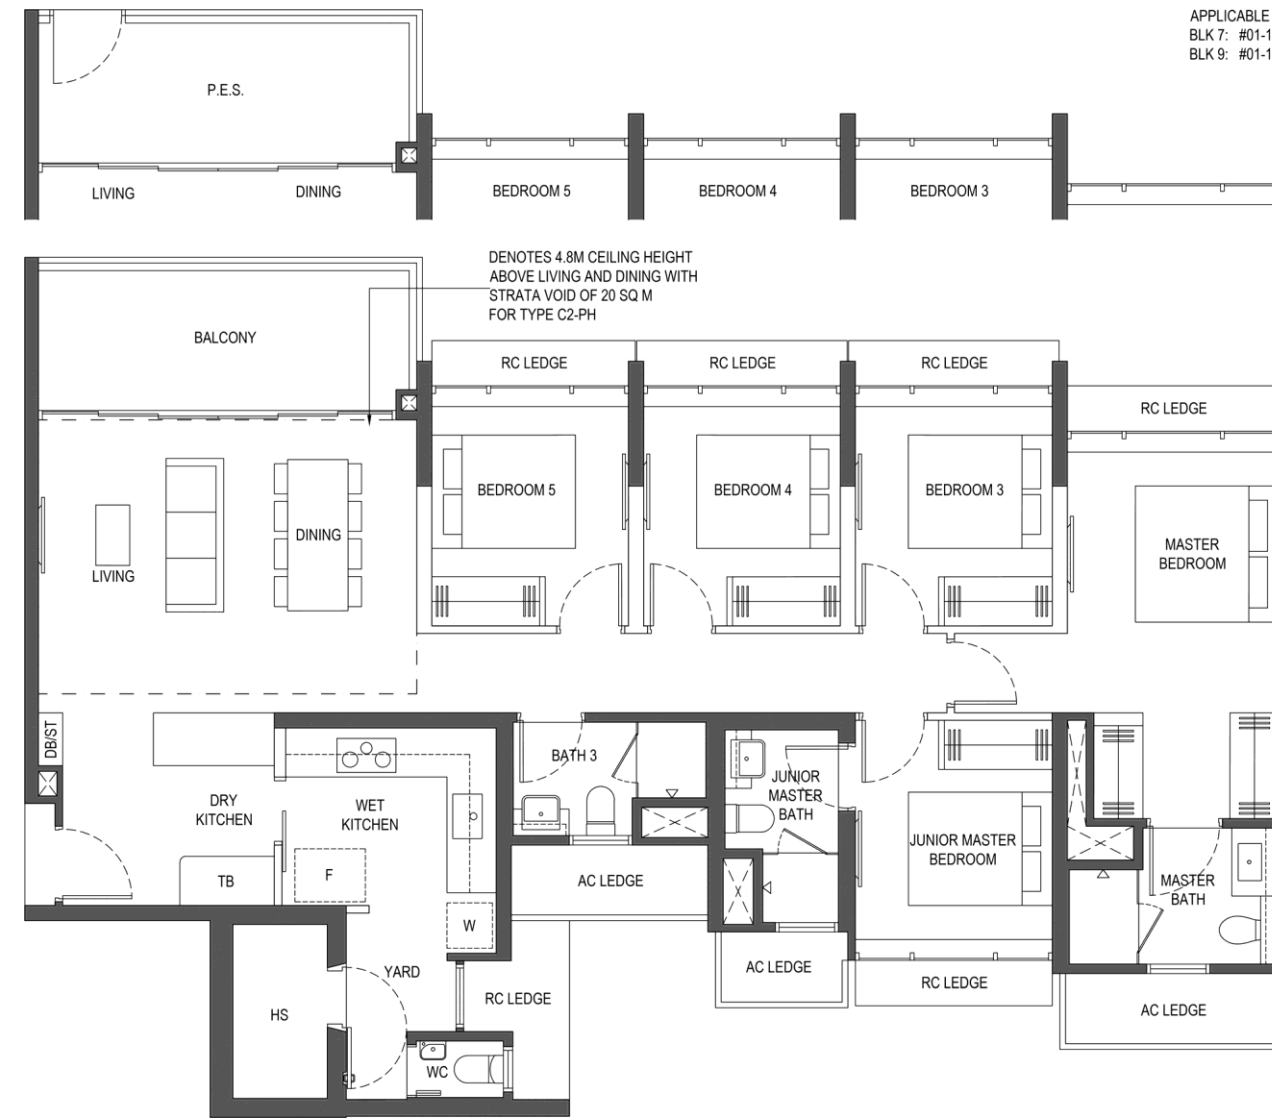 APPLICABLE
BLK 7: #01-1
BLK 9: #01-1
P.E.S.
LIVING
DINING
BEDROOM 5
BEDROOM 4
BEDROOM 3
DENOTES 4.8M CEILING HEIGHT
ABOVE LIVING AND DINING WITH
STRATA VOID OF 20 SQ M
FOR TYPE C2-PH
BALCONY
RC LEDGE
RC LEDGE
RC LEDGE
RC LEDGE
BEDROOM 5
BEDROOM 4
BEDROOM 3
DINING
LIVING
MASTER
BEDROOM
DB/ST
DRY
KITCHEN
WET
KITCHEN
BATH 3
JUNIOR
MASTER
BATH
JUNIOR MASTER
BEDROOM
TB
F
AC LEDGE
MASTER
BATH
W
YARD
AC LEDGE
RC LEDGE
RC LEDGE
AC LEDGE
HS
WC